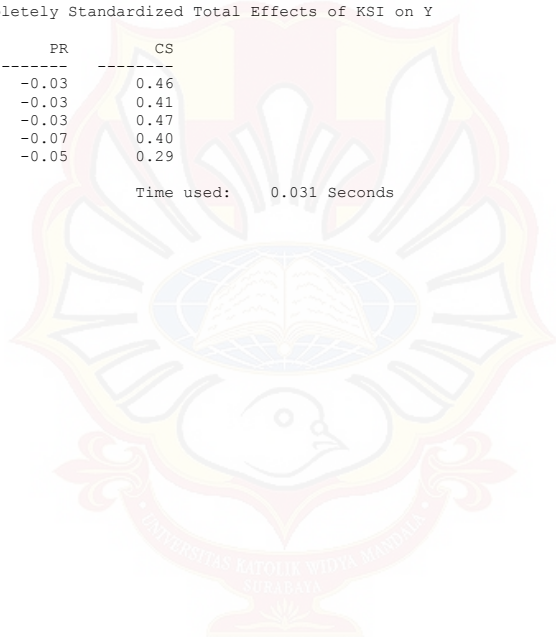 pletely Standardized Total Effects of KSI on Y
PR CS
-------- --------
-0.03 0.46
-0.03 0.41
-0.03 0.47
-0.07 0.40
-0.05 0.29
Time used: 0.031 Seconds
UNIVERSITAS KATOLIK WIDYA MANDALA
SURABAYA